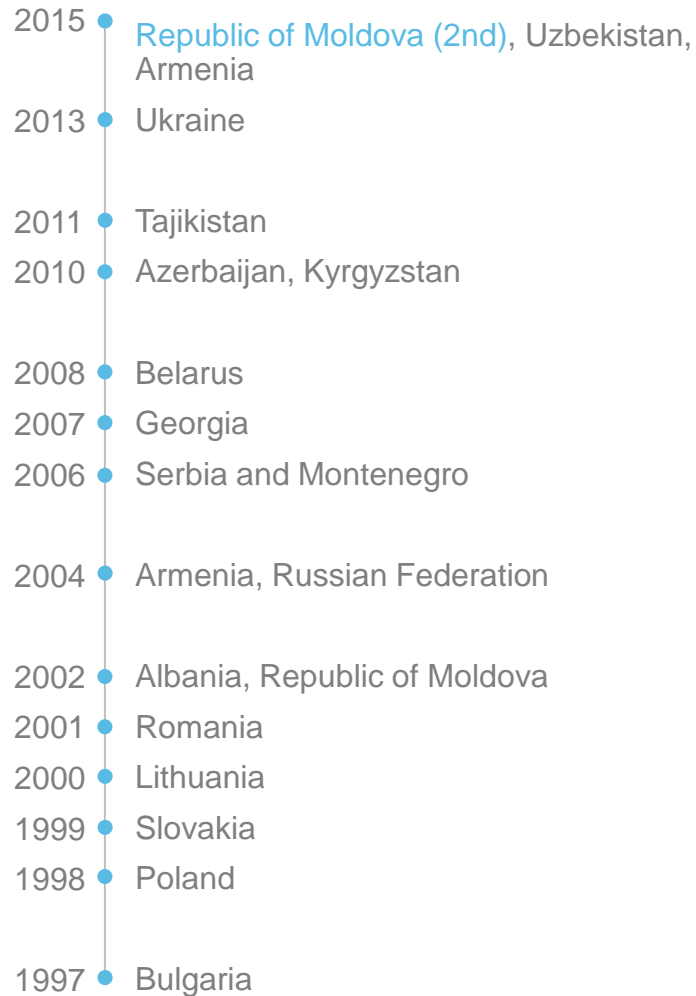 2015 Republic of Moldova (2nd), Uzbekistan,
Armenia
2013 Ukraine
2011 Tajikistan
2010 Azerbaijan, Kyrgyzstan
2008 Belarus
2007 Georgia
2006 Serbia and Montenegro
2004 Armenia, Russian Federation
2002 Albania, Republic of Moldova
2001 Romania
2000 Lithuania
1999 Slovakia
1998 Poland
1997 Bulgaria